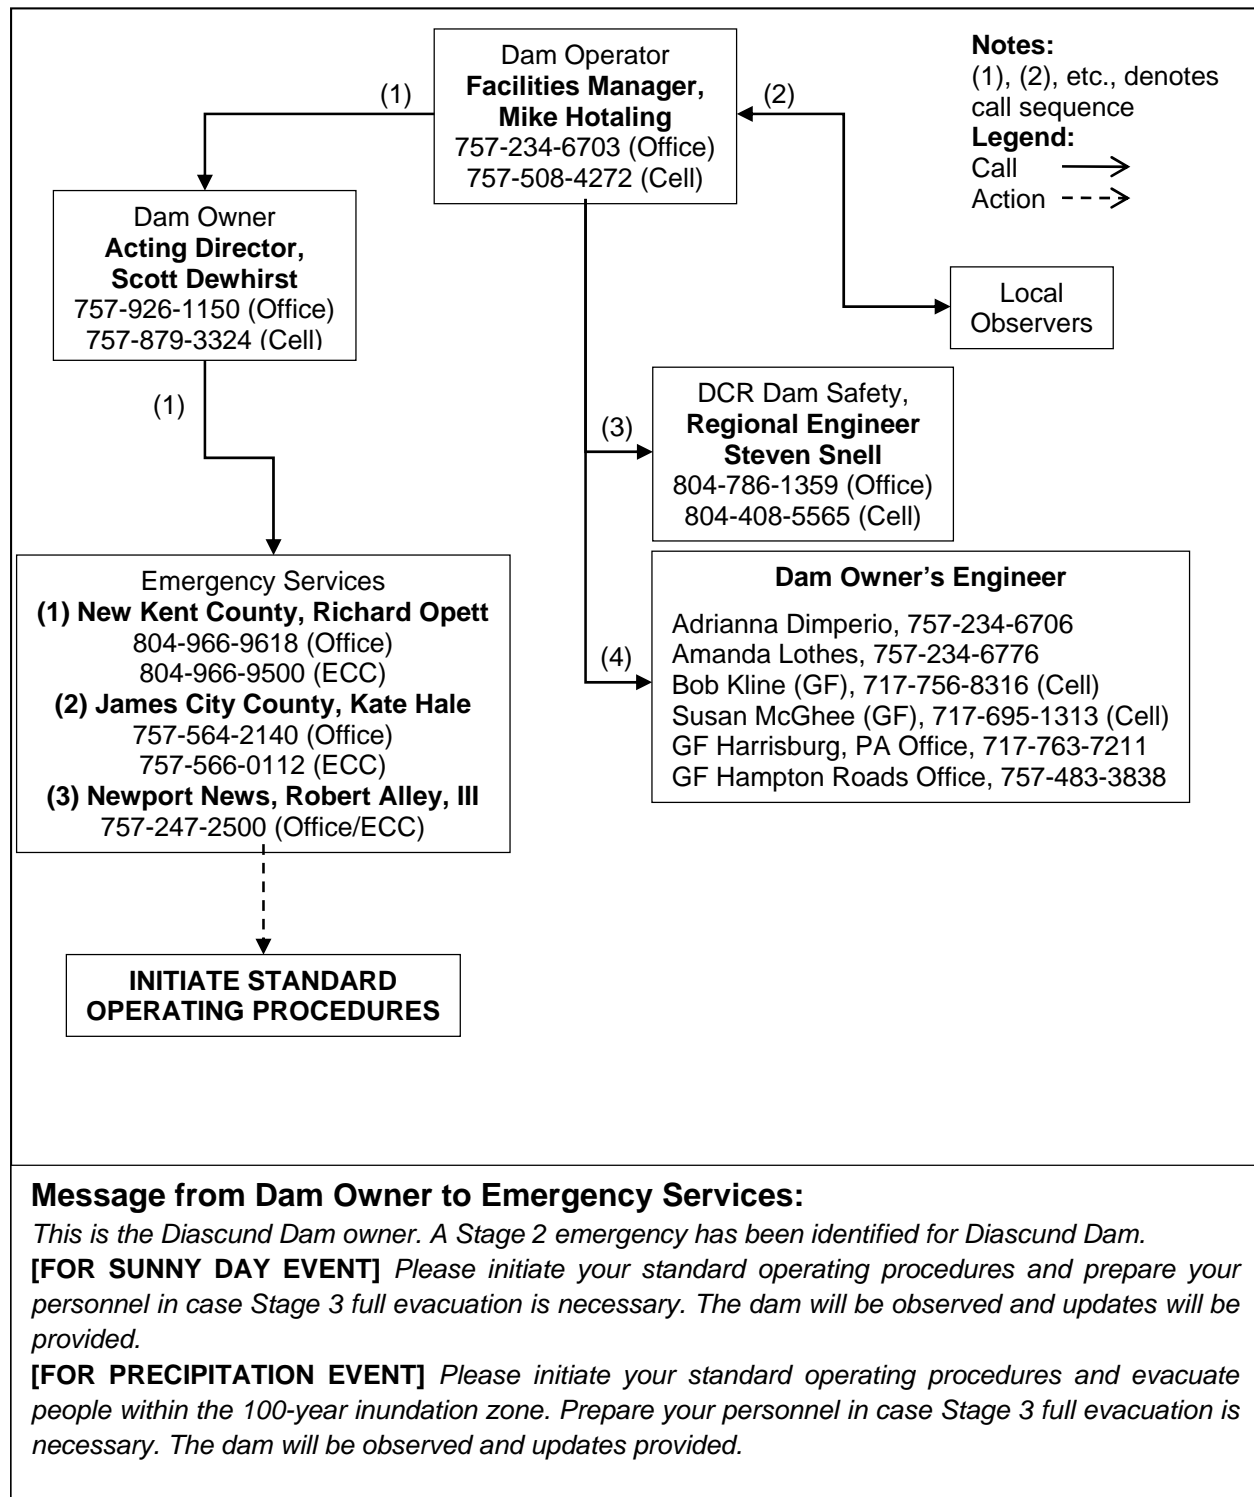 Dam Operator
Facilities Manager,
Mike Hotaling
757-234-6703 (Office)
757-508-4272 (Cell)
Notes:
(1), (2), etc., denotes
call sequence
Legend:
Call
Action
(1)
(2)
Dam Owner
Acting Director,
Scott Dewhirst
757-926-1150 (Office)
757-879-3324 (Cell)
Local
Observers
(1)
(3)
DCR Dam Safety,
Regional Engineer
Steven Snell
804-786-1359 (Office)
804-408-5565 (Cell)
Emergency Services
(1) New Kent County, Richard Opett
804-966-9618 (Office)
804-966-9500 (ECC)
(2) James City County, Kate Hale
757-564-2140 (Office)
757-566-0112 (ECC)
(3) Newport News, Robert Alley, III
757-247-2500 (Office/ECC)
(4)
Dam Owner's Engineer
Adrianna Dimperio, 757-234-6706
Amanda Lothes, 757-234-6776
Bob Kline (GF), 717-756-8316 (Cell)
Susan McGhee (GF), 717-695-1313 (Cell)
GF Harrisburg, PA Office, 717-763-7211
GF Hampton Roads Office, 757-483-3838
INITIATE STANDARD
OPERATING PROCEDURES
Message from Dam Owner to Emergency Services:
This is the Diascund Dam owner. A Stage 2 emergency has been identified for Diascund Dam.
[FOR SUNNY DAY EVENT] Please initiate your standard operating procedures and prepare your
personnel in case Stage 3 full evacuation is necessary. The dam will be observed and updates will be
provided.
[FOR PRECIPITATION EVENT] Please initiate your standard operating procedures and evacuate
people within the 100-year inundation zone. Prepare your personnel in case Stage 3 full evacuation is
necessary. The dam will be observed and updates provided.